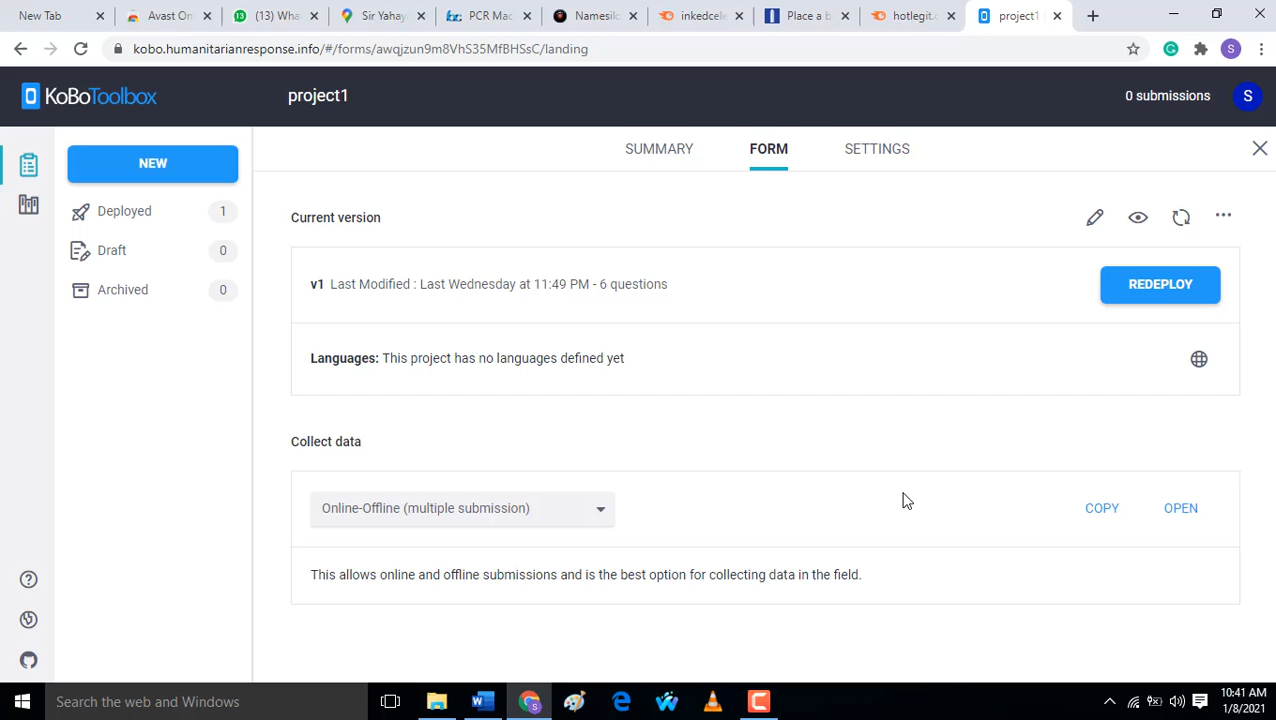 New Tab
Avast On
(13) Wha
Sir Yahay
bcc PCR Mac
Namesilo
inkedcele
Place a B
hotlegit.c
project1
kobo.humanitarianresponse.info/#/forms/awqjzun9m8VhS35MfBHSsC/landing
S
KoBoToolbox
project1
0 submissions
S
NEW
SUMMARY
FORM
SETTINGS
Deployed 1
Draft 0
Archived 0
Current version
v1 Last Modified : Last Wednesday at 11:49 PM - 6 questions
REDEPLOY
Languages: This project has no languages defined yet
Collect data
Online-Offline (multiple submission)
COPY
OPEN
This allows online and offline submissions and is the best option for collecting data in the field.
Search the web and Windows
10:41 AM
1/8/2021